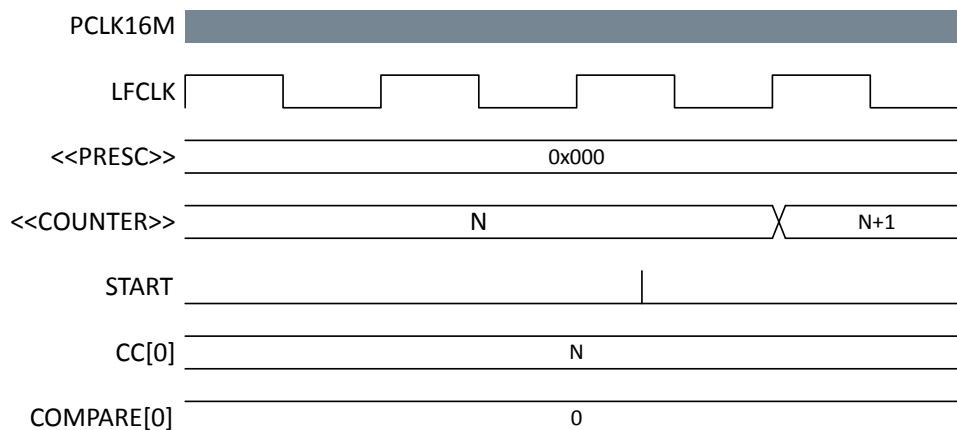 PCLK16M
LFCLK
<<PRESC>> 0x000
<<COUNTER>> N N+1
START
CC[0] N
COMPARE[0] 0